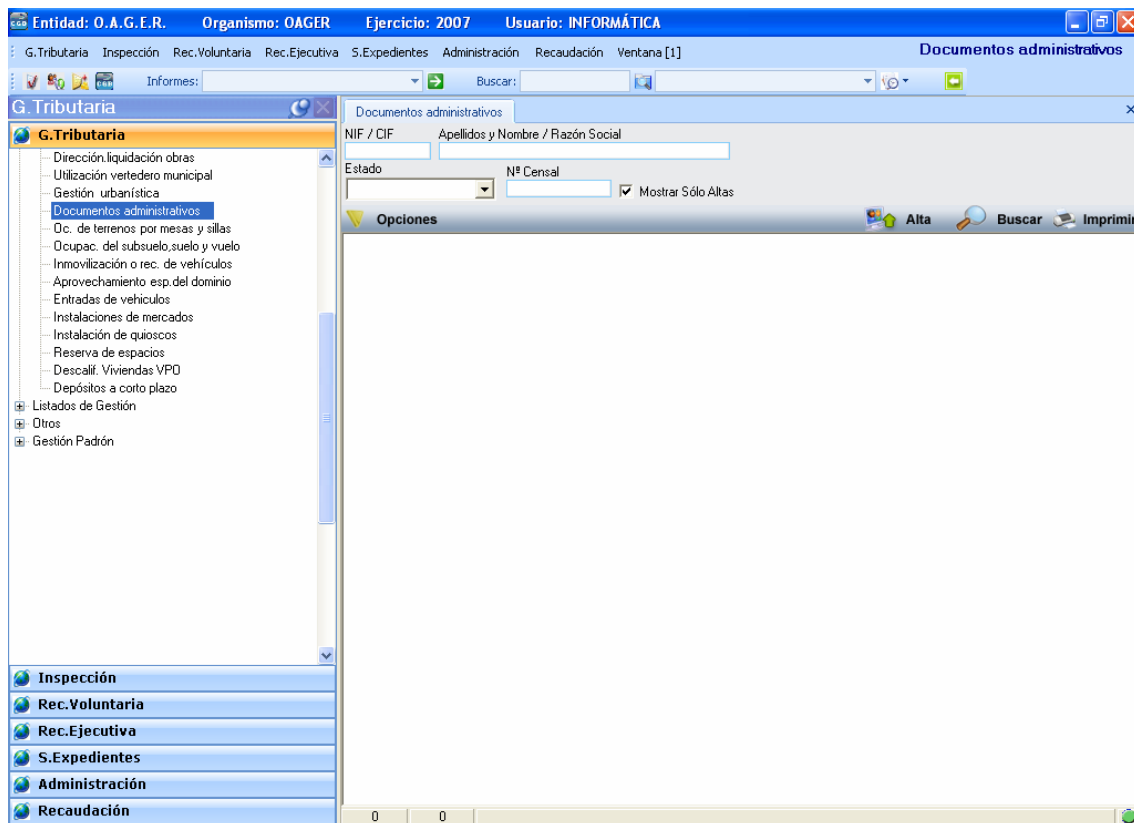 Entidad: O.A.G.E.R. Organismo: OAGER Ejercicio: 2007 Usuario: INFORMÁTICA
G.Tributaria Inspección Rec.Voluntaria Rec.Ejecutiva S.Expedientes Administración Recaudación Ventana [1] Documentos administrativos
Informes: Buscar:
G.Tributaria
G.Tributaria
Dirección.liquidación obras
Utilización vertedero municipal
Gestión urbanística
Documentos administrativos
Oc. de terrenos por mesas y sillas
Ocupac. del subsuelo,suelo y vuelo
Inmovilización o rec. de vehículos
Aprovechamiento esp.del dominio
Entradas de vehiculos
Instalaciones de mercados
Instalación de quioscos
Reserva de espacios
Descalif. Viviendas VPO
Depósitos a corto plazo
Listados de Gestión
Otros
Gestión Padrón
Inspección
Rec.Voluntaria
Rec.Ejecutiva
S.Expedientes
Administración
Recaudación
Documentos administrativos
NIF / CIF Apellidos y Nombre / Razón Social
Estado Nº Censal Mostrar Sólo Altas
Opciones Alta Buscar Imprimir
0 0